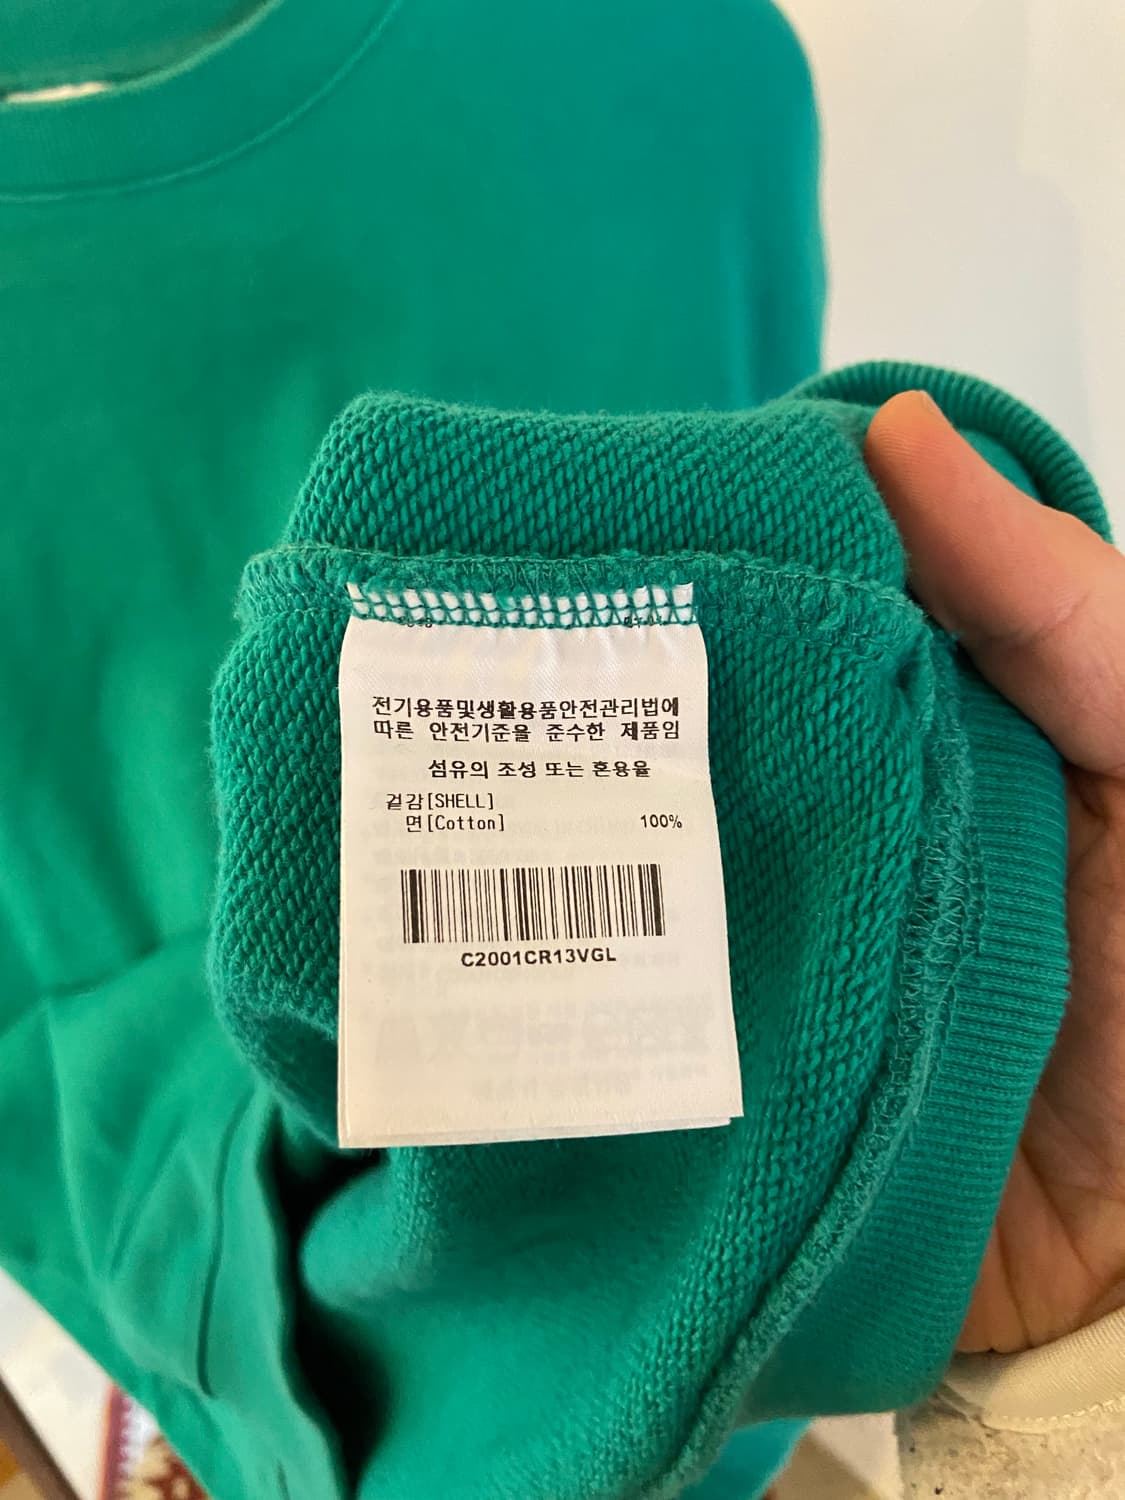 전기용품및생활용품안전관리법에
따른 안전기준을 준수한 제품임
섬유의 조성 또는 혼용율
겉감[SHELL]
면[Cotton] 100%
C2001CR13VGL